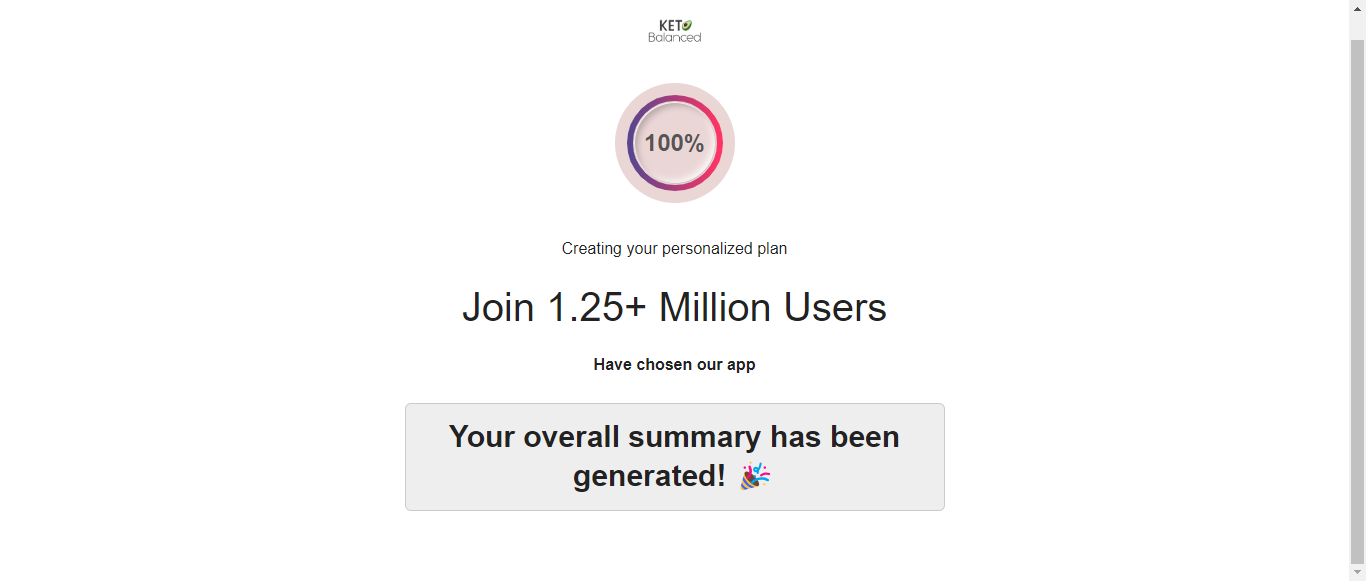 KETO
Balanced
100%
Creating your personalized plan
Join 1.25+ Million Users
Have chosen our app
Your overall summary has been
generated! 🎉